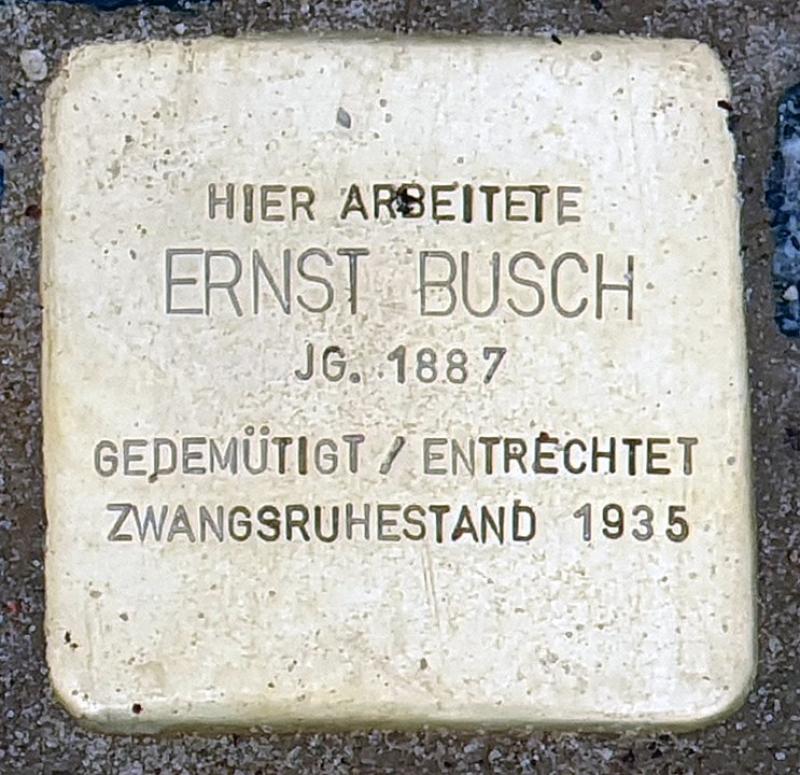 HIER ARBEITETE
ERNST BUSCH
JG. 1887
GEDEMÜTIGT / ENTRECHTET
ZWANGSRUHESTAND 1935